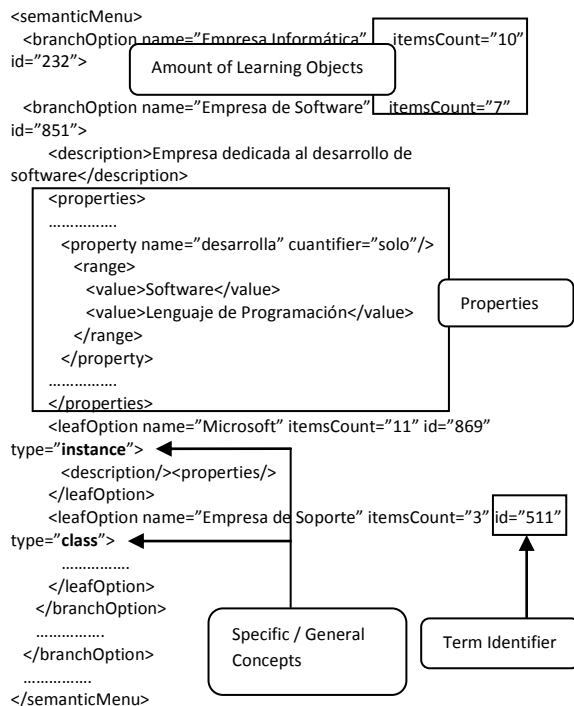 <semanticMenu>
<branchOption name=”Empresa Informática” itemsCount=”10”
id=”232”>
Amount of Learning Objects
<branchOption name=”Empresa de Software” itemsCount=”7”
id=”851”>
<description>Empresa dedicada al desarrollo de
software</description>
<properties>
…………….
<property name=”desarrolla” cuantifier=”solo”/>
<range>
<value>Software</value>
<value>Lenguaje de Programación</value>
</range>
</property>
…………….
</properties>
Properties
<leafOption name=”Microsoft” itemsCount=”11” id=”869”
type=”instance”>
<description/><properties/>
</leafOption>
<leafOption name=”Empresa de Soporte” itemsCount=”3” id=”511”
type=”class”>
…………….
</leafOption>
</branchOption>
…………….
</branchOption>
…………….
</semanticMenu>
Specific / General
Concepts
Term Identifier